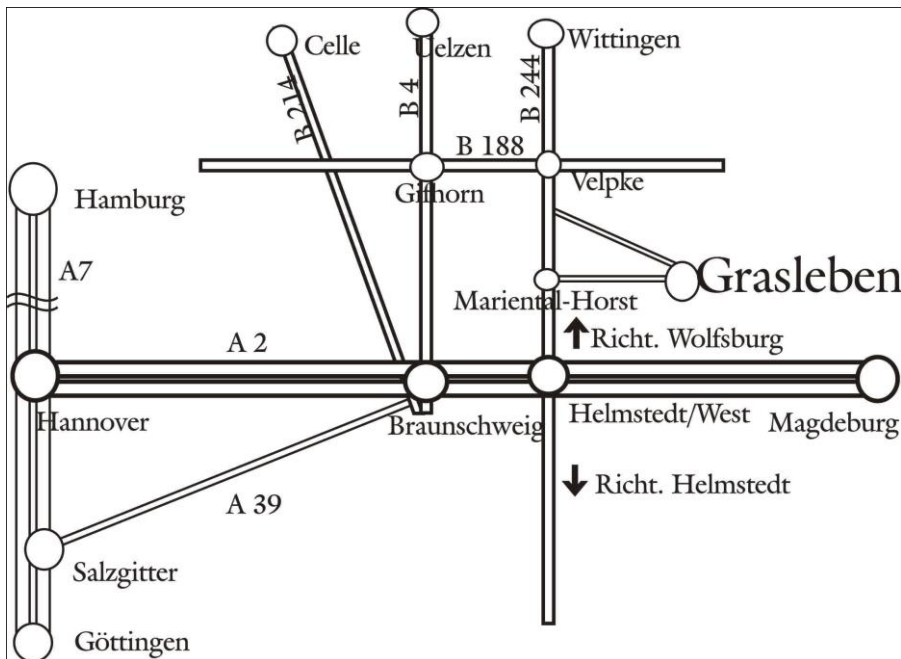 Celle
Uelzen
Wittingen
B 214
B 4
B 244
B 188
Gifhorn
Velpke
Hamburg
A7
Grasleben
Mariental-Horst
Richt. Wolfsburg
A 2
Hannover
Braunschweig
Helmstedt/West
Magdeburg
Richt. Helmstedt
A 39
Salzgitter
Göttingen